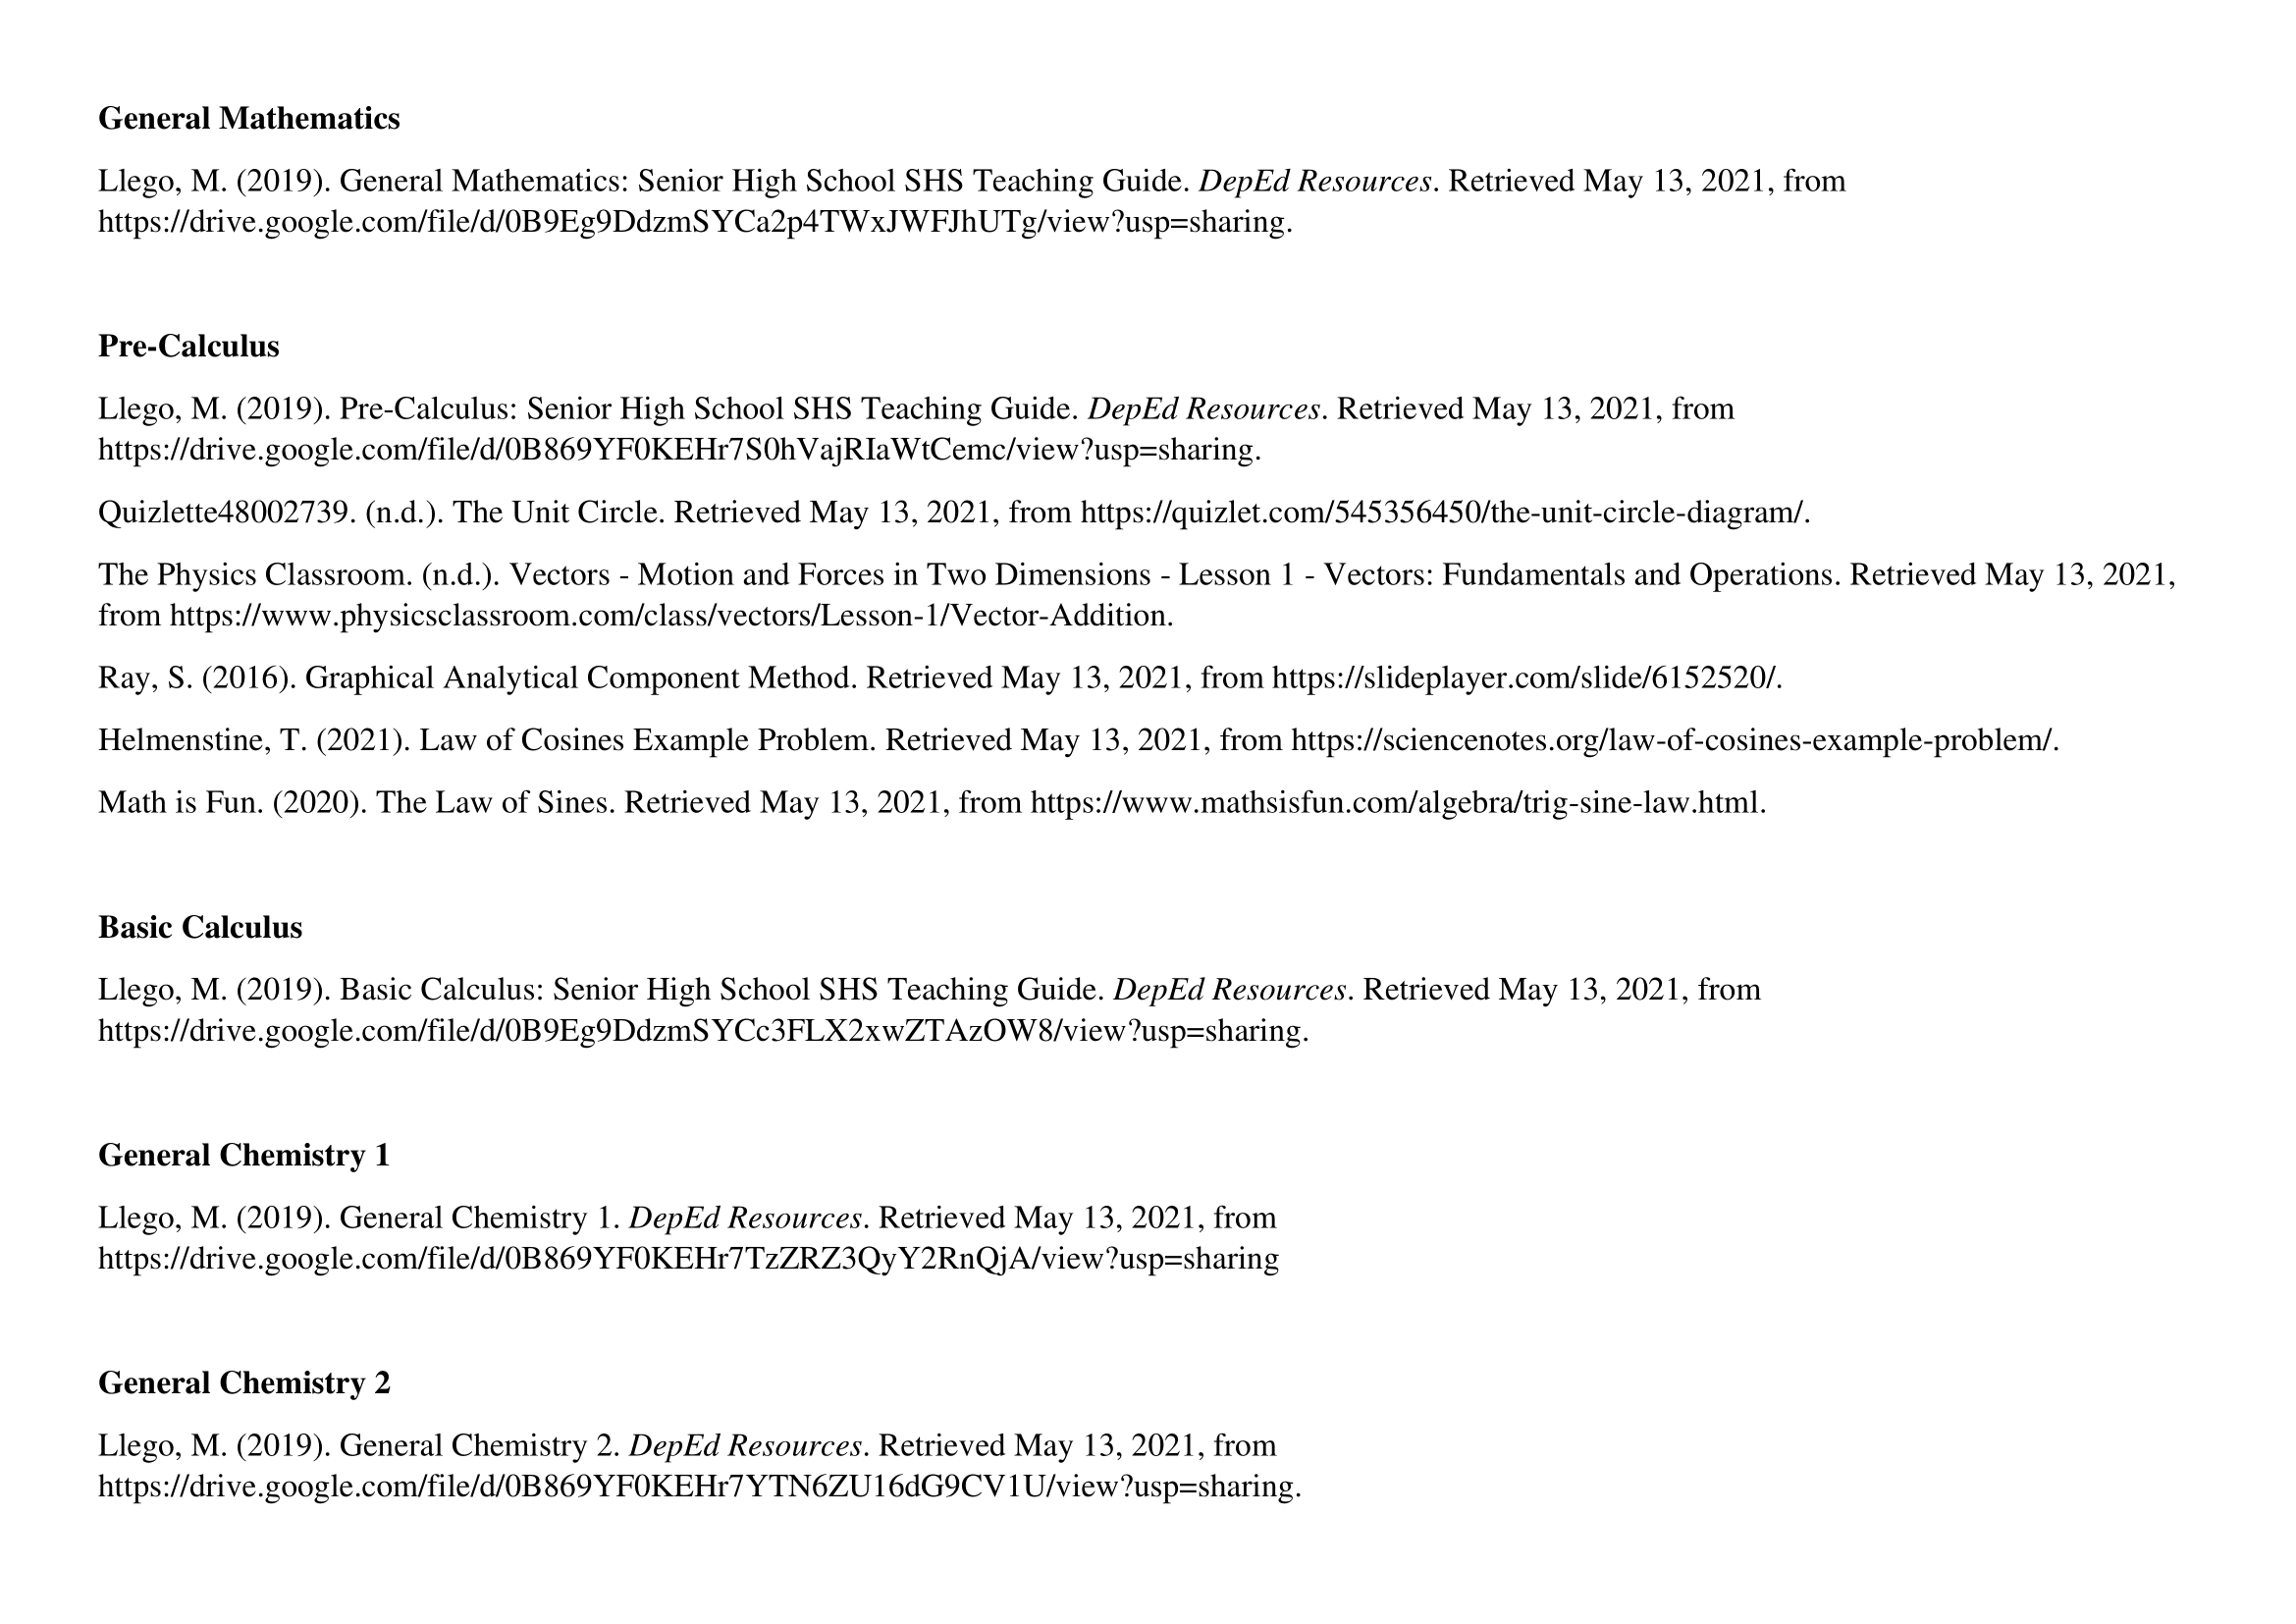 General Mathematics
Llego, M. (2019). General Mathematics: Senior High School SHS Teaching Guide. DepEd Resources. Retrieved May 13, 2021, from
https://drive.google.com/file/d/0B9Eg9DdzmSYCa2p4TWxJWFJhUTg/view?usp=sharing.
Pre-Calculus
Llego, M. (2019). Pre-Calculus: Senior High School SHS Teaching Guide. DepEd Resources. Retrieved May 13, 2021, from
https://drive.google.com/file/d/0B869YF0KEHr7S0hVajRIaWtCemc/view?usp=sharing.
Quizlette48002739. (n.d.). The Unit Circle. Retrieved May 13, 2021, from https://quizlet.com/545356450/the-unit-circle-diagram/.
The Physics Classroom. (n.d.). Vectors - Motion and Forces in Two Dimensions - Lesson 1 - Vectors: Fundamentals and Operations. Retrieved May 13, 2021,
from https://www.physicsclassroom.com/class/vectors/Lesson-1/Vector-Addition.
Ray, S. (2016). Graphical Analytical Component Method. Retrieved May 13, 2021, from https://slideplayer.com/slide/6152520/.
Helmenstine, T. (2021). Law of Cosines Example Problem. Retrieved May 13, 2021, from https://sciencenotes.org/law-of-cosines-example-problem/.
Math is Fun. (2020). The Law of Sines. Retrieved May 13, 2021, from https://www.mathsisfun.com/algebra/trig-sine-law.html.
Basic Calculus
Llego, M. (2019). Basic Calculus: Senior High School SHS Teaching Guide. DepEd Resources. Retrieved May 13, 2021, from
https://drive.google.com/file/d/0B9Eg9DdzmSYCc3FLX2xwZTAzOW8/view?usp=sharing.
General Chemistry 1
Llego, M. (2019). General Chemistry 1. DepEd Resources. Retrieved May 13, 2021, from
https://drive.google.com/file/d/0B869YF0KEHr7TzZRZ3QyY2RnQjA/view?usp=sharing
General Chemistry 2
Llego, M. (2019). General Chemistry 2. DepEd Resources. Retrieved May 13, 2021, from
https://drive.google.com/file/d/0B869YF0KEHr7YTN6ZU16dG9CV1U/view?usp=sharing.